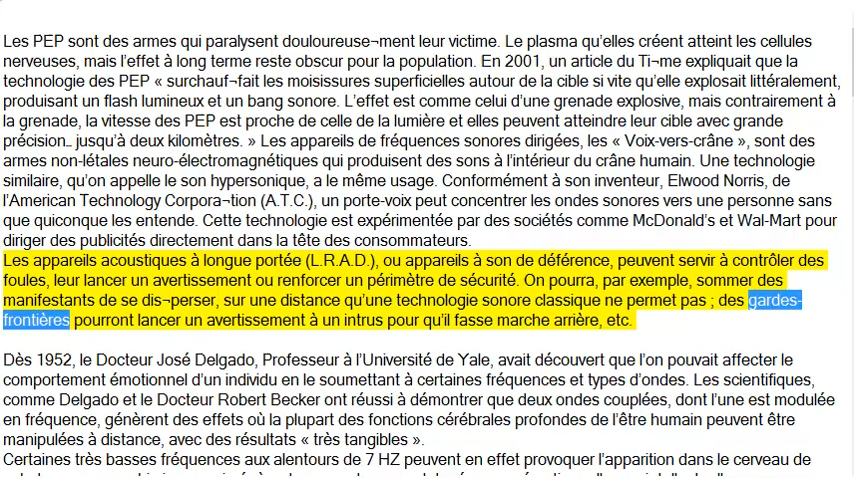 Les PEP sont des armes qui paralysent douloureuse¬ment leur victime. Le plasma qu’elles créent atteint les cellules
nerveuses, mais l’effet à long terme reste obscur pour la population. En 2001, un article du Ti¬me expliquait que la
technologie des PEP « surchauf¬fait les moisissures superficielles autour de la cible si vite qu’elle explosait littéralement,
produisant un flash lumineux et un bang sonore. L’effet est comme celui d’une grenade explosive, mais contrairement à
la grenade, la vitesse des PEP est proche de celle de la lumière et elles peuvent atteindre leur cible avec grande
précision... jusqu’à deux kilomètres. » Les appareils de fréquences sonores dirigées, les « Voix-vers-crâne », sont des
armes non-létales neuro-électromagnétiques qui produisent des sons à l’intérieur du crâne humain. Une technologie
similaire, qu’on appelle le son hypersonique, a le même usage. Conformément à son inventeur, Elwood Norris, de
l’American Technology Corpora¬tion (A.T.C.), un porte-voix peut concentrer les ondes sonores vers une personne sans
que quiconque les entende. Cette technologie est expérimentée par des sociétés comme McDonald’s et Wal-Mart pour
diriger des publicités directement dans la tête des consommateurs.
Les appareils acoustiques à longue portée (L.R.A.D.), ou appareils à son de déférence, peuvent servir à contrôler des
foules, leur lancer un avertissement ou renforcer un périmètre de sécurité. On pourra, par exemple, sommer des
manifestants de se dis¬perser, sur une distance qu’une technologie sonore classique ne permet pas ; des gardes-
frontières pourront lancer un avertissement à un intrus pour qu’il fasse marche arrière, etc.
Dès 1952, le Docteur José Delgado, Professeur à l’Université de Yale, avait découvert que l’on pouvait affecter le
comportement émotionnel d’un individu en le soumettant à certaines fréquences et types d’ondes. Les scientifiques,
comme Delgado et le Docteur Robert Becker ont réussi à démontrer que deux ondes couplées, dont l’une est modulée
en fréquence, génèrent des effets où la plupart des fonctions cérébrales profondes de l’être humain peuvent être
manipulées à distance, avec des résultats « très tangibles ».
Certaines très basses fréquences aux alentours de 7 HZ peuvent en effet provoquer l’apparition dans le cerveau de